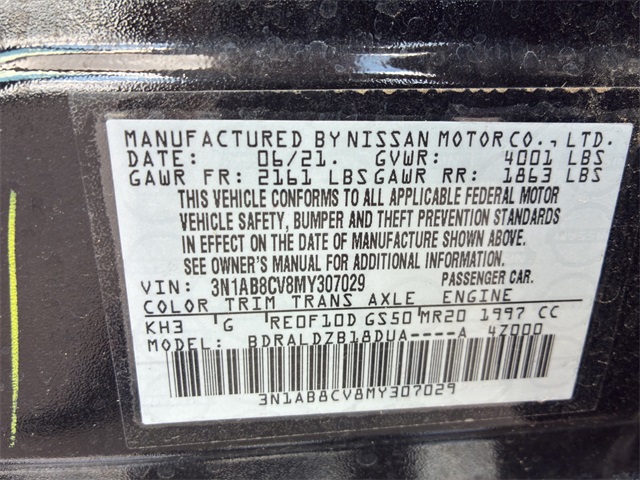 MANUFACTURED BY NISSAN MOTOR CO., LTD.
DATE: 06/21. GVWR: 4001 LBS
GAWR FR: 2161 LBS GAWR RR: 1863 LBS
THIS VEHICLE CONFORMS TO ALL APPLICABLE FEDERAL MOTOR
VEHICLE SAFETY, BUMPER AND THEFT PREVENTION STANDARDS
IN EFFECT ON THE DATE OF MANUFACTURE SHOWN ABOVE.
SEE OWNER'S MANUAL FOR ADDITIONAL INFORMATION.
VIN: 3N1AB8CV8MY307029 PASSENGER CAR.
COLOR TRIM TRANS AXLE ENGINE
KH3 G RE0F10D GS50 MR20 1997 CC
MODEL: BDRALDZB18DUA----A 4Z000
3N1AB8CV8MY307029